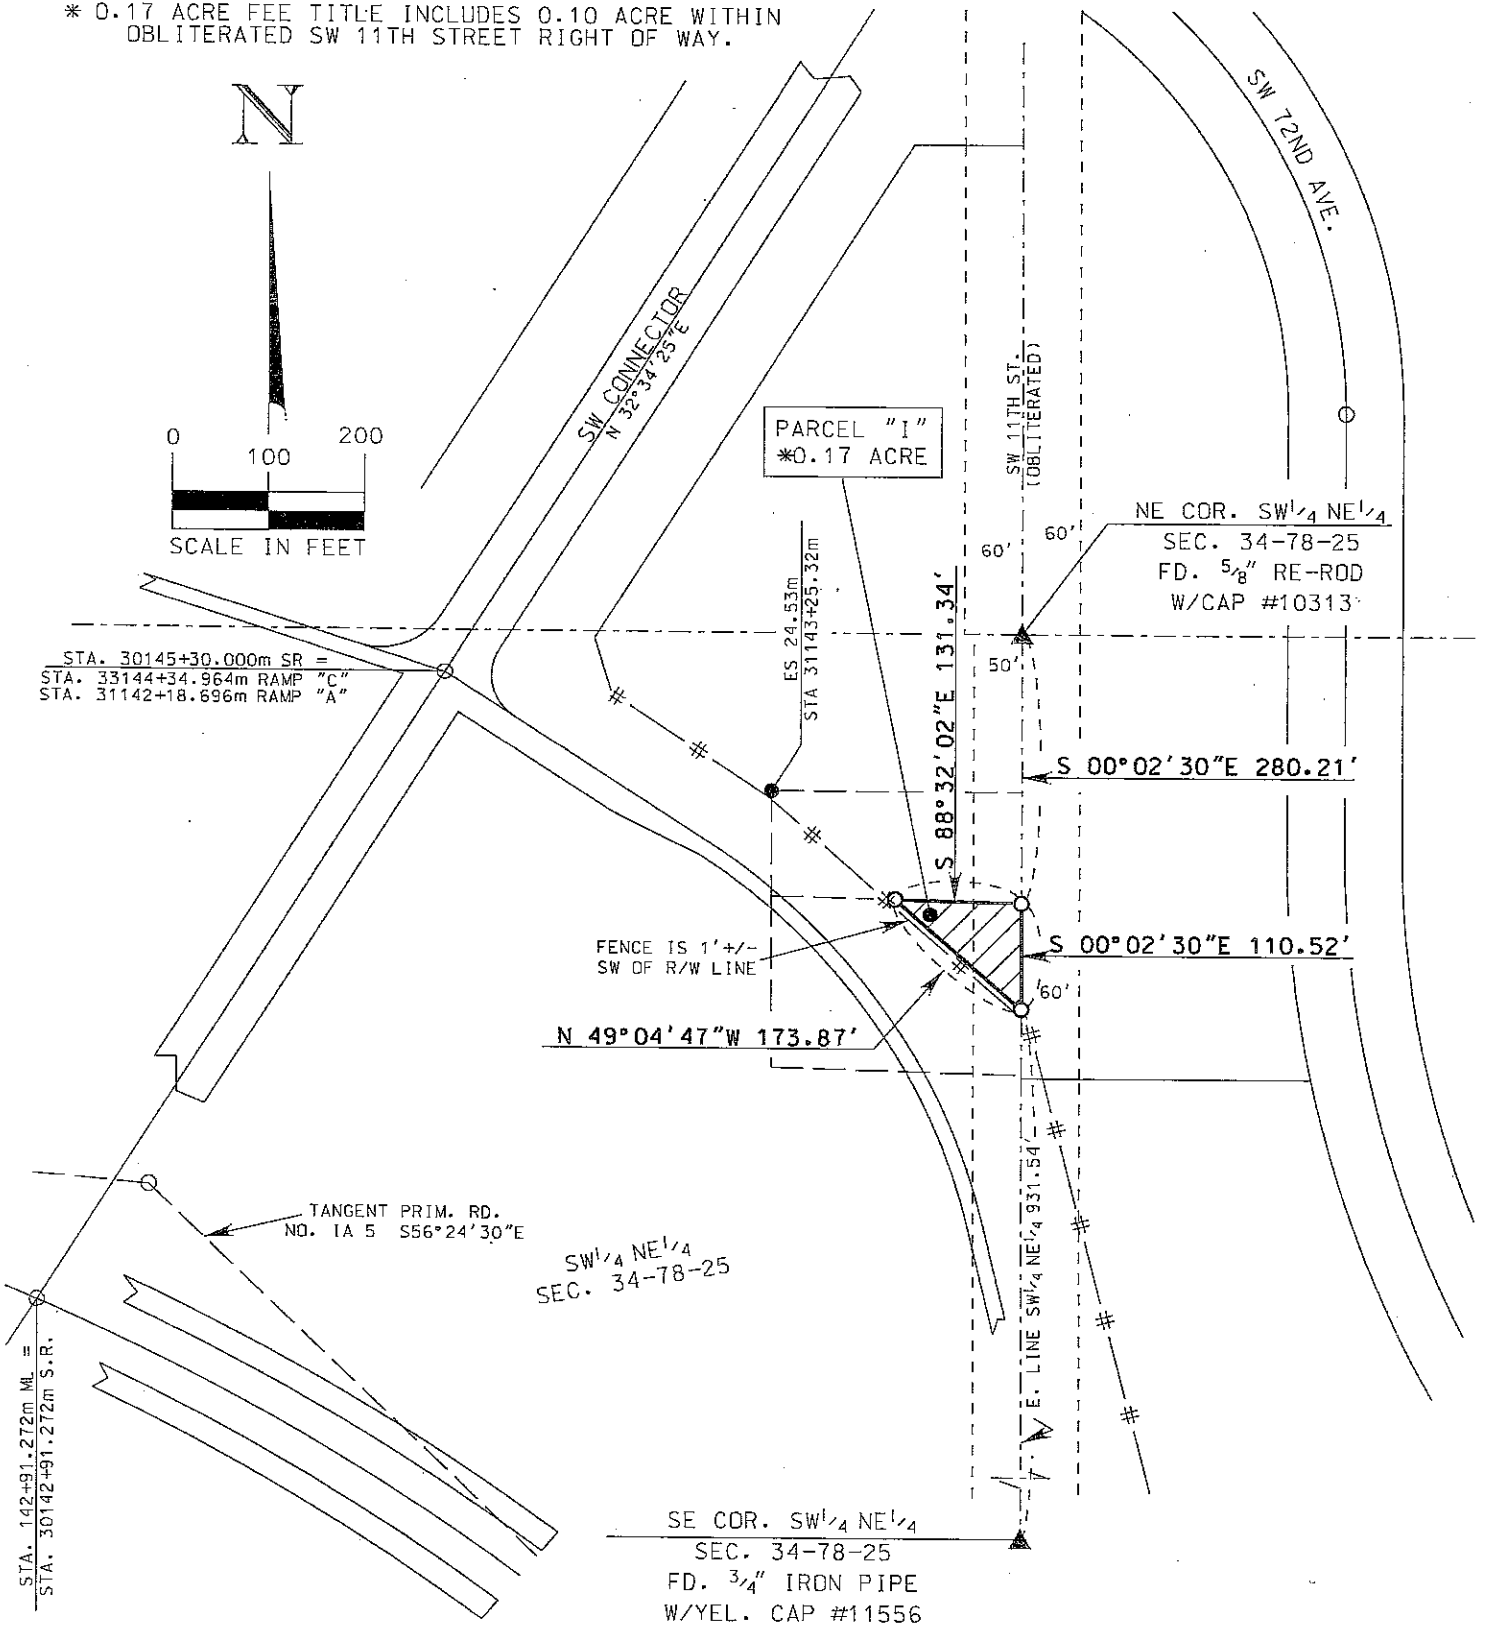 * 0.17 ACRE FEE TITLE INCLUDES 0.10 ACRE WITHIN
OBLITERATED SW 11TH STREET RIGHT OF WAY.
N
SW 72ND AVE.
SW CONNECTOR
N 32°34'25"E
SW 11TH ST.
(OBLITERATED)
0 200
100
SCALE IN FEET
PARCEL "I"
*0.17 ACRE
NE COR. SW1/4 NE1/4
SEC. 34-78-25
FD. 5/8" RE-ROD
W/CAP #10313
60'
60'
50'
ES 24.53m
STA 31143+25.32m
S 88°32'02"E 131.34'
STA. 30145+30.000m SR =
STA. 33144+34.964m RAMP "C"
STA. 31142+18.696m RAMP "A"
S 00°02'30"E 280.21'
FENCE IS 1'+/-
SW OF R/W LINE
S 00°02'30"E 110.52'
60'
N 49°04'47"W 173.87'
TANGENT PRIM. RD.
NO. IA 5 S56°24'30"E
SW1/4 NE1/4
SEC. 34-78-25
E. LINE SW1/4 NE1/4 931.54'
STA. 142+91.272m ML =
STA. 30142+91.272m S.R.
SE COR. SW1/4 NE1/4
SEC. 34-78-25
FD. 3/4" IRON PIPE
W/YEL. CAP #11556